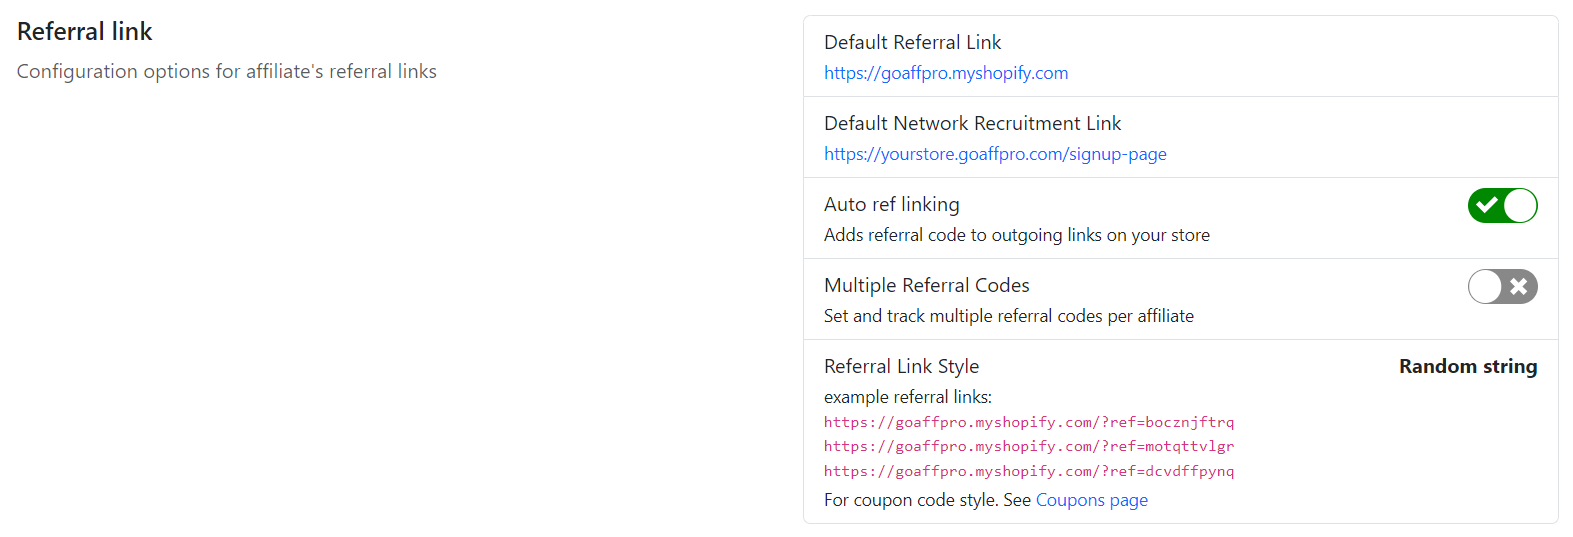 Referral link
Configuration options for affiliate's referral links
Default Referral Link
https://goaffpro.myshopify.com
Default Network Recruitment Link
https://yourstore.goaffpro.com/signup-page
Auto ref linking
Adds referral code to outgoing links on your store
Multiple Referral Codes
Set and track multiple referral codes per affiliate
Referral Link Style
Random string
example referral links:
https://goaffpro.myshopify.com/?ref=bocznjftrq
https://goaffpro.myshopify.com/?ref=motqttvlgr
https://goaffpro.myshopify.com/?ref=dcvdffpynq
For coupon code style. See Coupons page